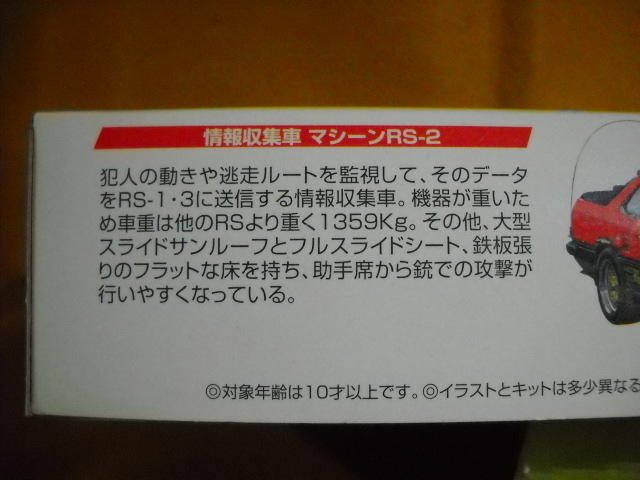 情報収集車 マシーンRS-2
犯人の動きや逃走ルートを監視して、そのデータ
をRS-1・3に送信する情報収集車。機器が重いた
め車重は他のRSより重く1359Kg。その他、大型
スライドサンルーフとフルスライドシート、鉄板張
りのフラットな床を持ち、助手席から銃での攻撃が
行いやすくなっている。
◎対象年齢は10才以上です。◎イラストとキットは多少異なる